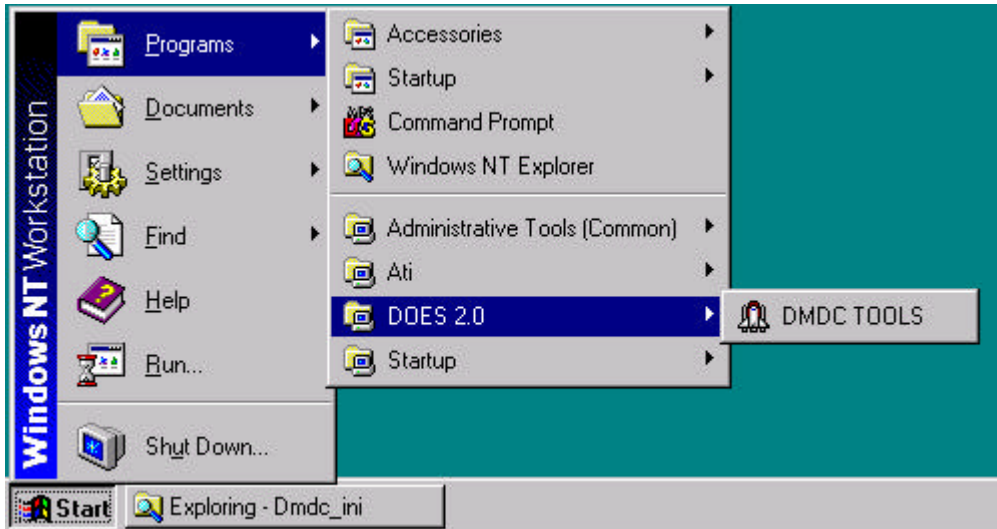 Windows NT Workstation
Programs
Documents
Settings
Find
Help
Run...
Shut Down...
Accessories
Startup
Command Prompt
Windows NT Explorer
Administrative Tools (Common)
Ati
DOES 2.0
Startup
DMDC TOOLS
Start
Exploring - Dmdc_ini